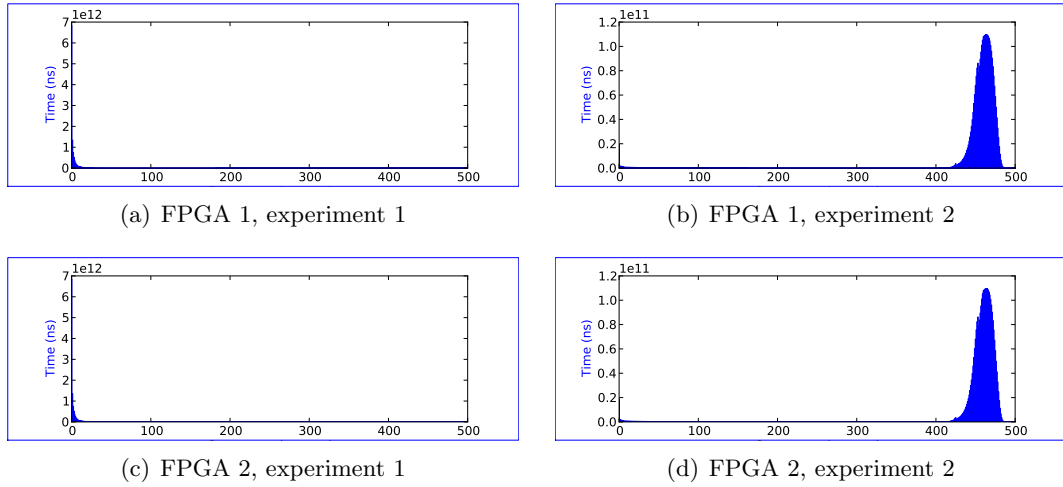 1e12
7
6
5
4
3
2
1
0
Time (ns)
0 100 200 300 400 500
(a) FPGA 1, experiment 1
1e11
1.2
1.0
0.8
0.6
0.4
0.2
0.0
Time (ns)
0 100 200 300 400 500
(b) FPGA 1, experiment 2
1e12
7
6
5
4
3
2
1
0
Time (ns)
0 100 200 300 400 500
(c) FPGA 2, experiment 1
1e11
1.2
1.0
0.8
0.6
0.4
0.2
0.0
Time (ns)
0 100 200 300 400 500
(d) FPGA 2, experiment 2